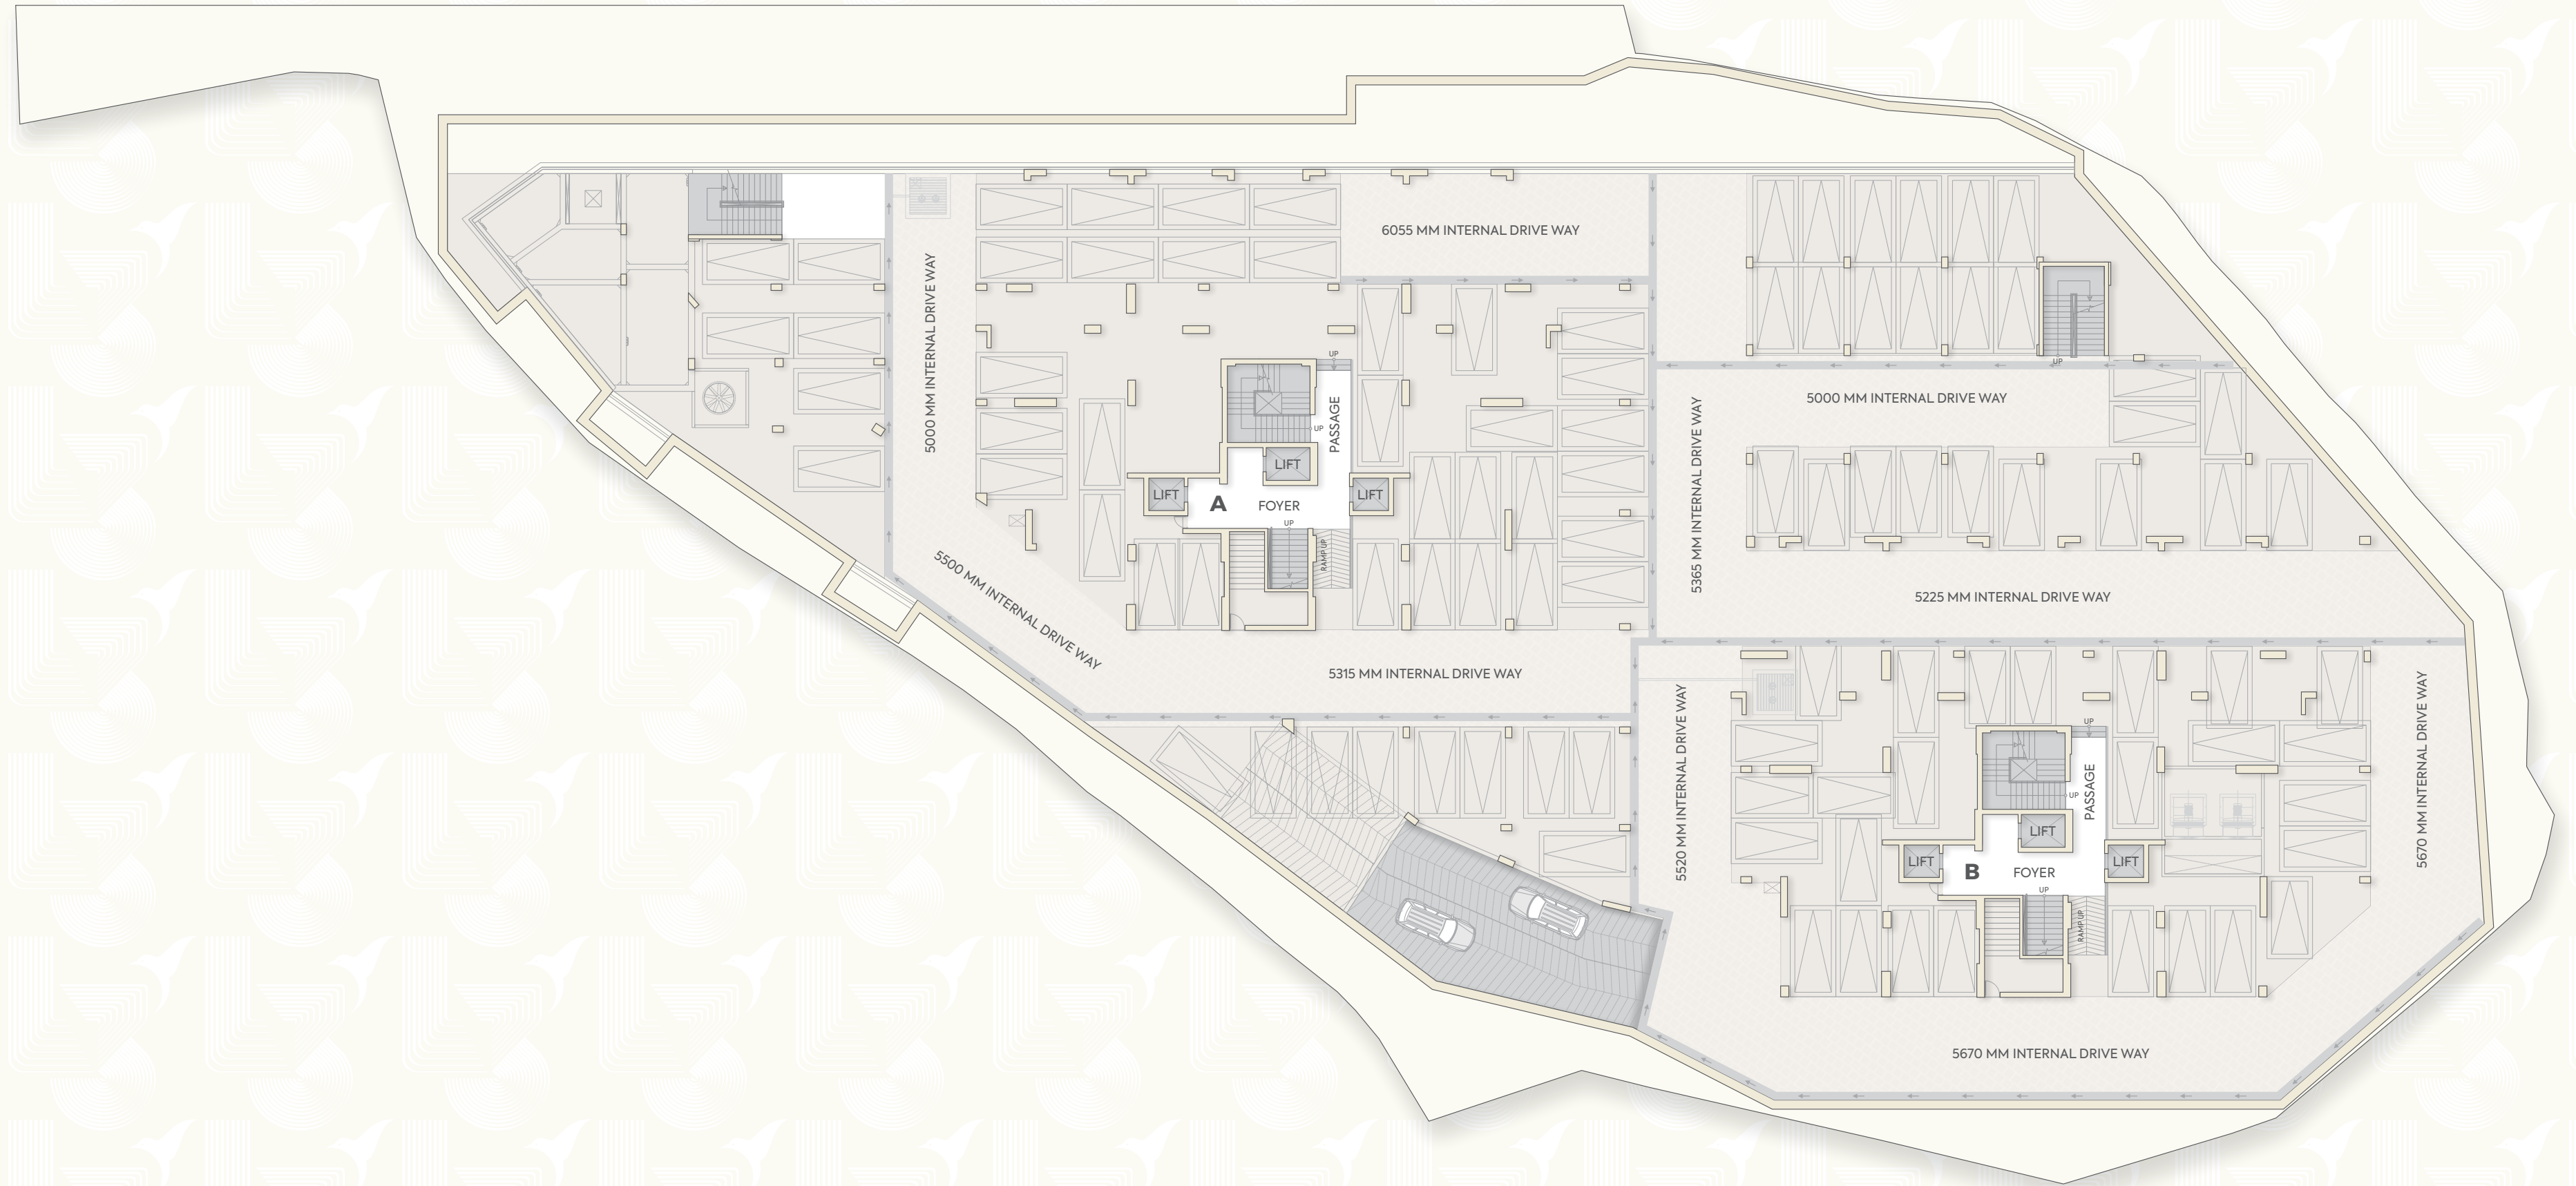 6055 MM INTERNAL DRIVE WAY
5000 MM INTERNAL DRIVE WAY
UP
PASSAGE
UP
LIFT
LIFT
A
FOYER
LIFT
UP
RAMP UP
5500 MM INTERNAL DRIVE WAY
5315 MM INTERNAL DRIVE WAY
UP
5000 MM INTERNAL DRIVE WAY
5365 MM INTERNAL DRIVE WAY
5225 MM INTERNAL DRIVE WAY
5520 MM INTERNAL DRIVE WAY
UP
PASSAGE
UP
LIFT
LIFT
B
FOYER
LIFT
UP
RAMP UP
5670 MM INTERNAL DRIVE WAY
5670 MM INTERNAL DRIVE WAY